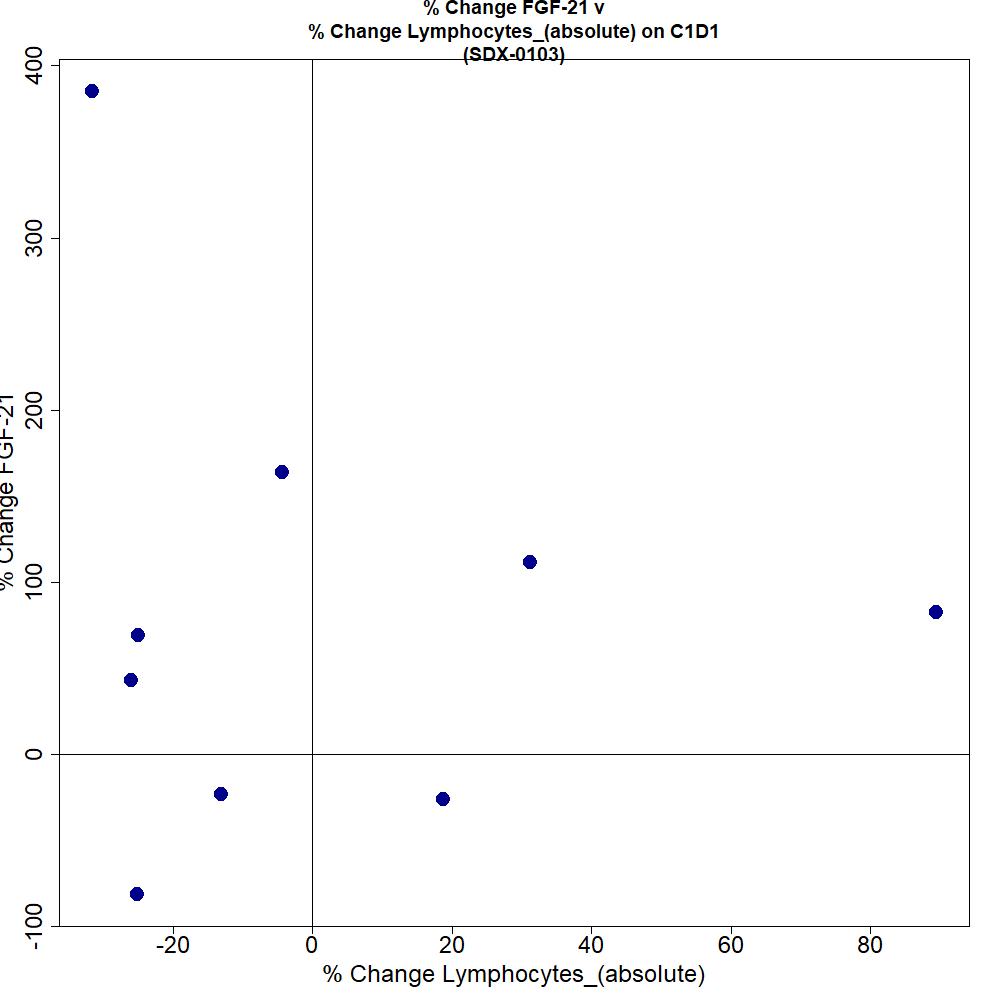 % Change FGF-21 v
% Change Lymphocytes_(absolute) on C1D1
(SDX-0103)
400
300
200
100
0
-100
% Change FGF-21
-20
0
20
40
60
80
% Change Lymphocytes_(absolute)